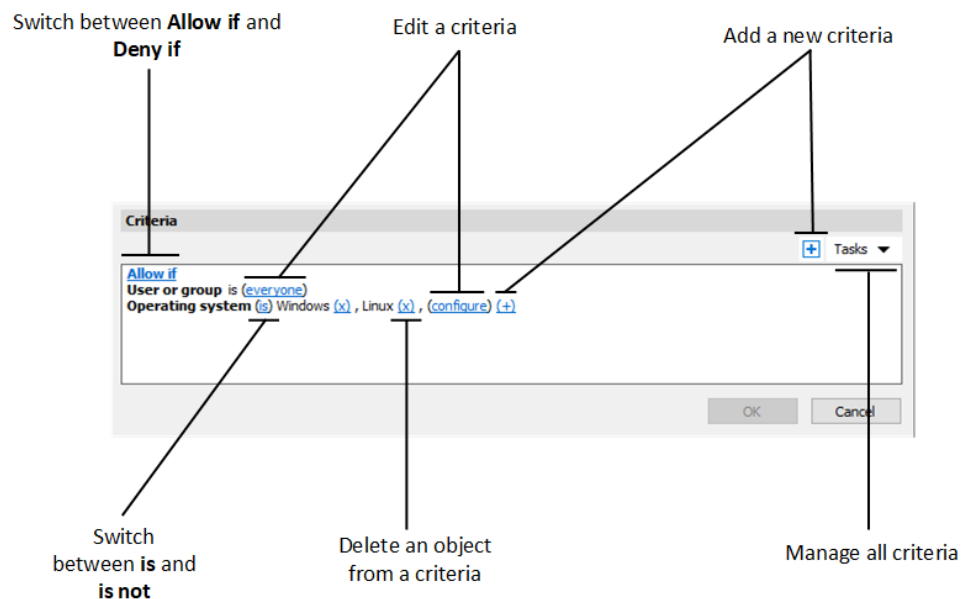 Switch between Allow if and
Deny if
Edit a criteria
Add a new criteria
Criteria
Tasks
Allow if
User or group is (everyone)
Operating system (is) Windows (x) , Linux (x) , (configure) (+)
OK
Cancel
Switch
between is and
is not
Delete an object
from a criteria
Manage all criteria